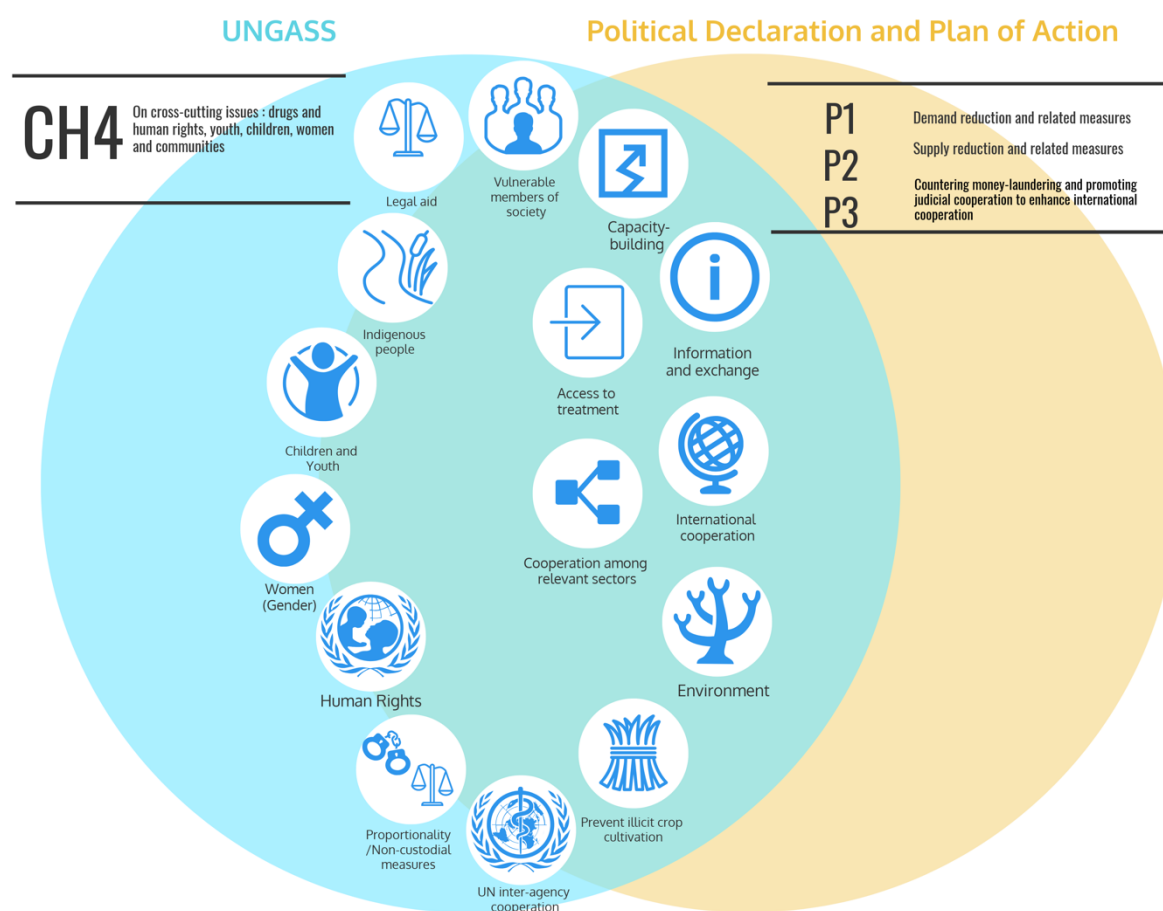 UNGASS
Political Declaration and Plan of Action
CH4
On cross-cutting issues : drugs and
human rights, youth, children, women
and communities
P1
Demand reduction and related measures
P2
Supply reduction and related measures
P3
Countering money-laundering and promoting
judicial cooperation to enhance international
cooperation
Legal aid
Vulnerable
members of
society
Capacity-
building
Indigenous
people
Information
and exchange
Access to
treatment
Children and
Youth
International
cooperation
Cooperation among
relevant sectors
Women
(Gender)
Human Rights
Environment
Proportionality
/Non-custodial
measures
Prevent illicit crop
cultivation
UN inter-agency
cooperation